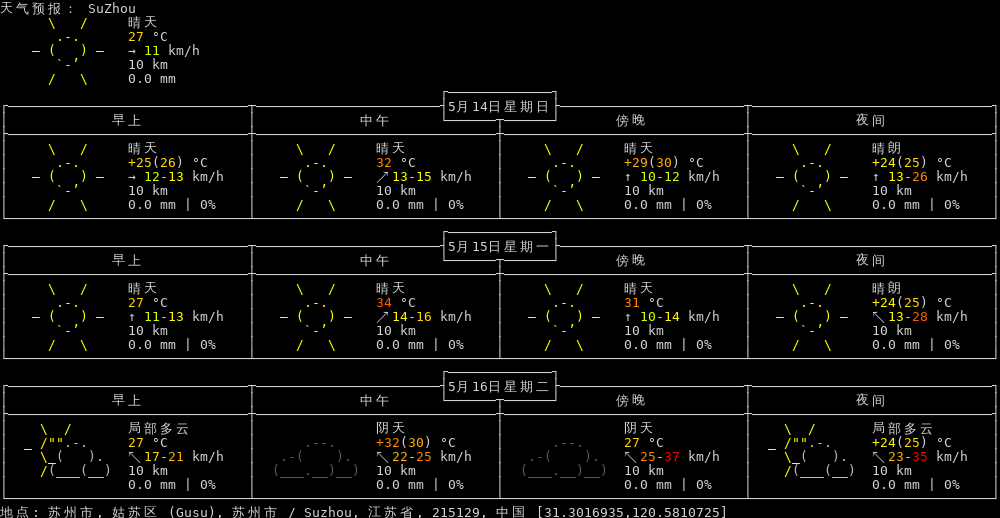 天气预报: SuZhou
晴天
27 °C
→ 11 km/h
10 km
0.0 mm
5月14日星期日
早上 中午 傍晚 夜间
晴天 晴天 晴天 晴朗
+25(26) °C 32 °C +29(30) °C +24(25) °C
→ 12-13 km/h ↗ 13-15 km/h ↑ 10-12 km/h ↑ 13-26 km/h
10 km 10 km 10 km 10 km
0.0 mm | 0% 0.0 mm | 0% 0.0 mm | 0% 0.0 mm | 0%
5月15日星期一
早上 中午 傍晚 夜间
晴天 晴天 晴天 晴朗
27 °C 34 °C 31 °C +24(25) °C
↑ 11-13 km/h ↗ 14-16 km/h ↑ 10-14 km/h ↖ 13-28 km/h
10 km 10 km 10 km 10 km
0.0 mm | 0% 0.0 mm | 0% 0.0 mm | 0% 0.0 mm | 0%
5月16日星期二
早上 中午 傍晚 夜间
局部多云 阴天 阴天 局部多云
27 °C +32(30) °C 27 °C +24(25) °C
↖ 17-21 km/h ↖ 22-25 km/h ↖ 25-37 km/h ↖ 23-35 km/h
10 km 10 km 10 km 10 km
0.0 mm | 0% 0.0 mm | 0% 0.0 mm | 0% 0.0 mm | 0%
地点: 苏州市, 姑苏区 (Gusu), 苏州市 / Suzhou, 江苏省, 215129, 中国 [31.3016935,120.5810725]